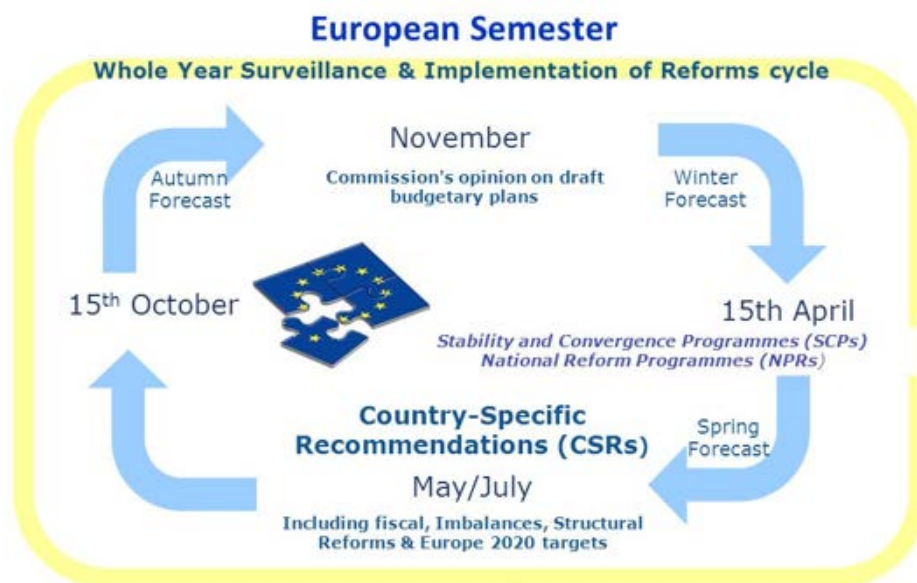 European Semester
Whole Year Surveillance & Implementation of Reforms cycle
November
Commission's opinion on draft
budgetary plans
Autumn
Forecast
Winter
Forecast
15th October
15th April
Stability and Convergence Programmes (SCPs)
National Reform Programmes (NPRs)
Country-Specific
Recommendations (CSRs)
Spring
Forecast
May/July
Including fiscal, Imbalances, Structural
Reforms & Europe 2020 targets